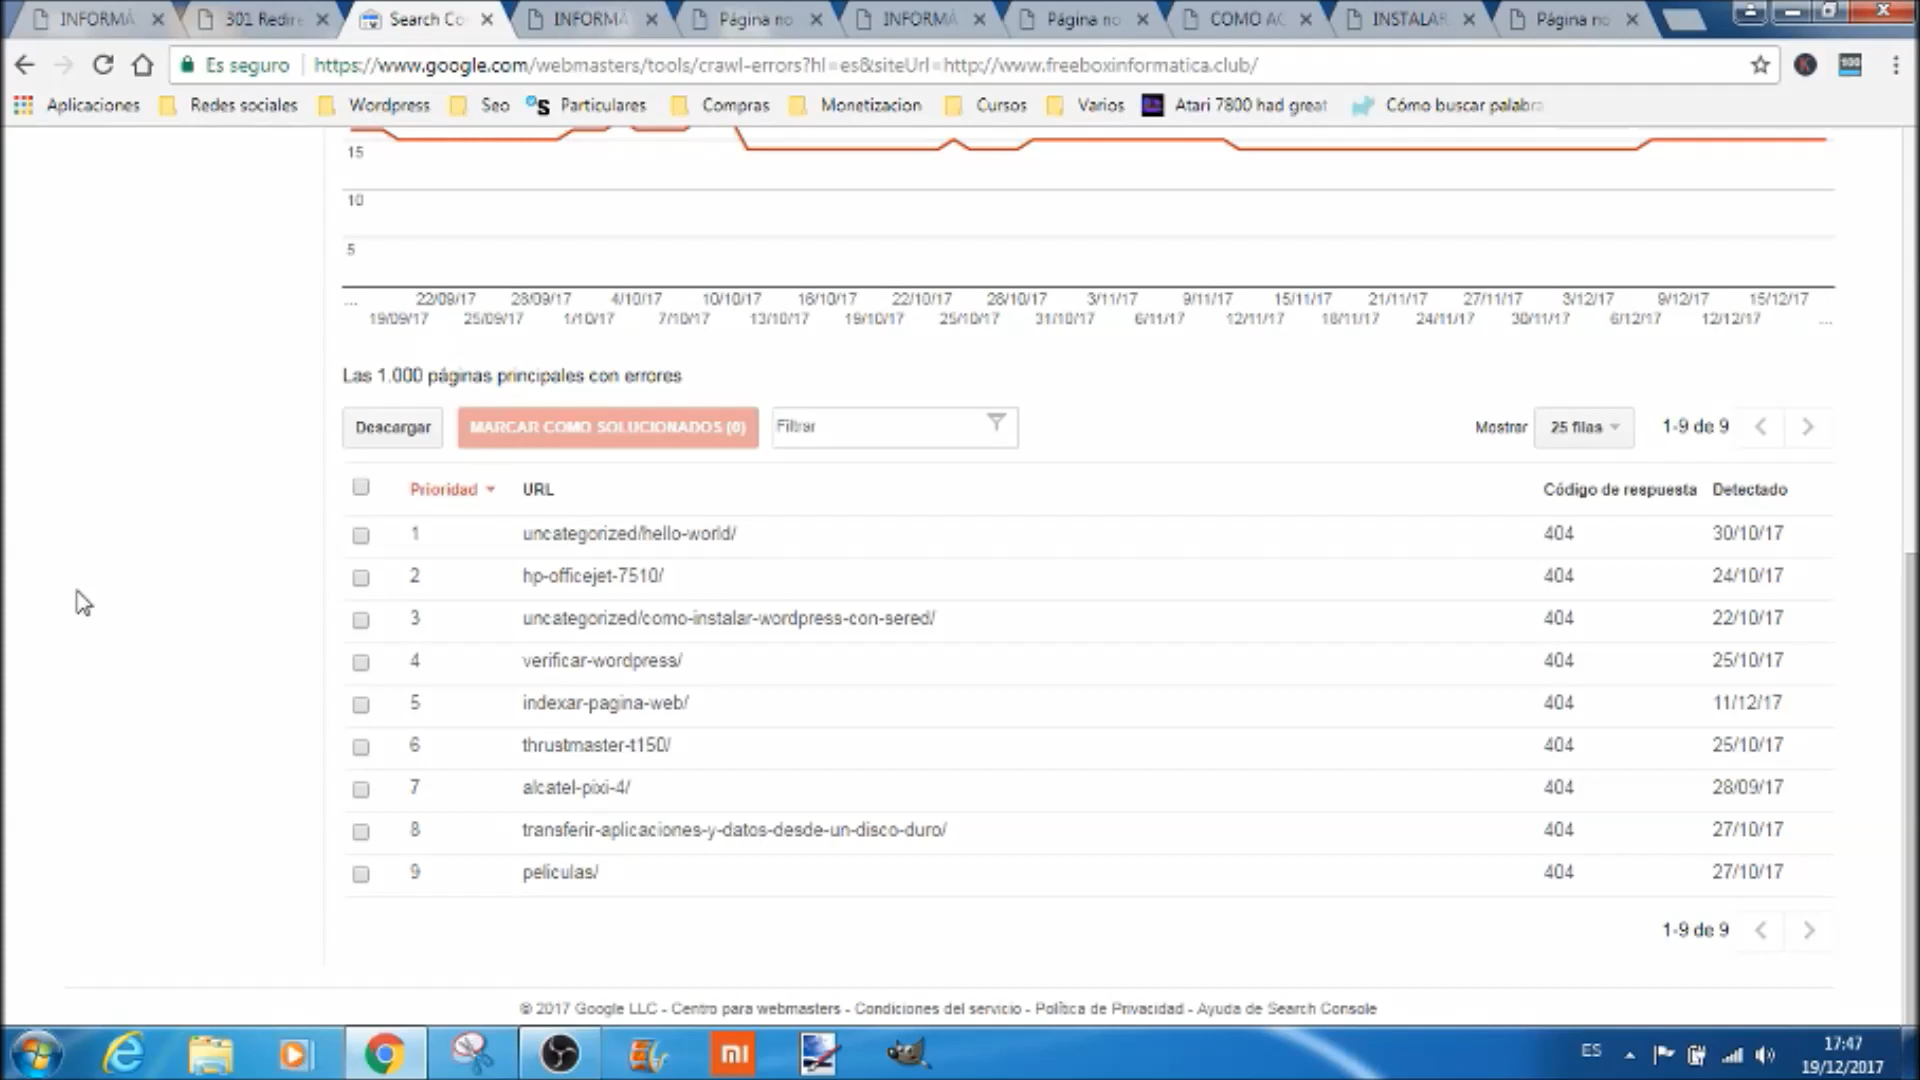 INFORMÁ
301 Redire
Search Co
INFORMÁ
Página no
INFORMÁ
Página no
COMO AC
INSTALAR
Página no
Es seguro https://www.google.com/webmasters/tools/crawl-errors?hl=es&siteUrl=http://www.freeboxinformatica.club/
Aplicaciones Redes sociales Wordpress Seo Particulares Compras Monetizacion Cursos Varios Atari 7800 had great Cómo buscar palabra
15
10
5
... 22/09/17 28/09/17 4/10/17 10/10/17 16/10/17 22/10/17 28/10/17 3/11/17 9/11/17 15/11/17 21/11/17 27/11/17 3/12/17 9/12/17 15/12/17
19/09/17 25/09/17 1/10/17 7/10/17 13/10/17 19/10/17 25/10/17 31/10/17 6/11/17 12/11/17 18/11/17 24/11/17 30/11/17 6/12/17 12/12/17 ...
Las 1.000 páginas principales con errores
Descargar MARCAR COMO SOLUCIONADOS (0) Filtrar Mostrar 25 filas 1-9 de 9
Prioridad URL Código de respuesta Detectado
1 uncategorized/hello-world/ 404 30/10/17
2 hp-officejet-7510/ 404 24/10/17
3 uncategorized/como-instalar-wordpress-con-sered/ 404 22/10/17
4 verificar-wordpress/ 404 25/10/17
5 indexar-pagina-web/ 404 11/12/17
6 thrustmaster-t150/ 404 25/10/17
7 alcatel-pixi-4/ 404 28/09/17
8 transferir-aplicaciones-y-datos-desde-un-disco-duro/ 404 27/10/17
9 peliculas/ 404 27/10/17
1-9 de 9
© 2017 Google LLC - Centro para webmasters - Condiciones del servicio - Política de Privacidad - Ayuda de Search Console
mi
ES
17:47
19/12/2017